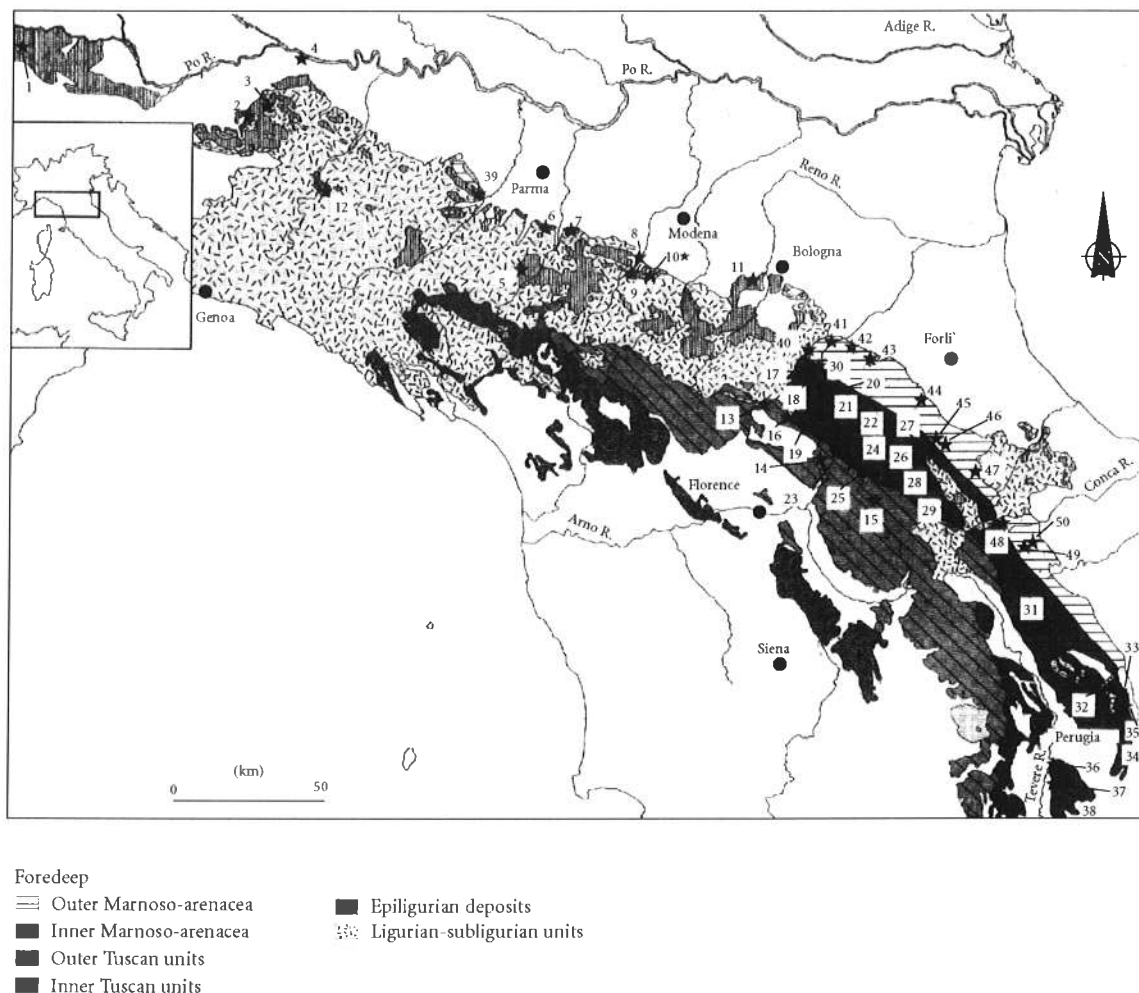 Adige R.
Po R.
4
Po R.
1
3
2
Reno R.
39
Parma
12
6
7
8
Modena
10
Bologna
11
5
9
Genoa
41
42
40
43
Forlì
30
17
20
44
45
46
18
21
13
22
27
16
24
26
47
19
14
28
Conca R.
Florence
23
25
29
15
50
Arno R.
48
49
31
Siena
33
32
(km)
Perugia
35
34
0
50
36
Tevere R.
37
38
Foredeep
Outer Marnoso-arenacea
Epiligurian deposits
Inner Marnoso-arenacea
Ligurian-subligurian units
Outer Tuscan units
Inner Tuscan units